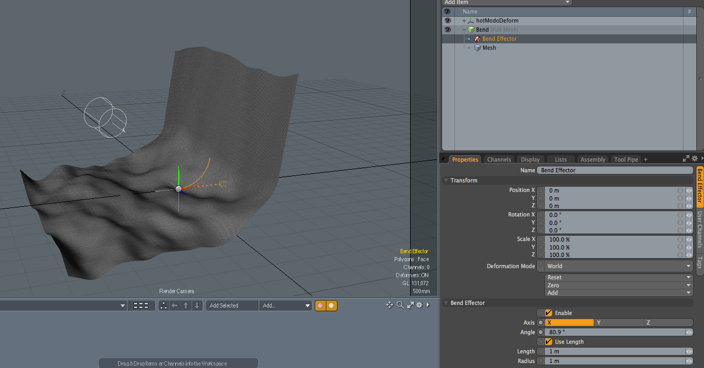 Add Item
Name
#
hotModoDeform
Bend
Bend Effector
Mesh
Properties Channels Display Lists Assembly Tool Pipe +
Name Bend Effector
Transform
Position X 0 m
Y 0 m
Z 0 m
Rotation X 0.0 °
Y 0.0 °
Z 0.0 °
Scale X 100.0 %
Y 100.0 %
Z 100.0 %
Deformation Mode World
Reset
Zero
Add
Bend Effector
Enable
Axis X Y Z
Angle 80.9 °
Use Length
Length 1 m
Radius 1 m
Bend Effector
User Channels
Tags
Bend Effector
Polygons : Face
Channels: 0
Deformers: ON
GL: 131,072
500 mm
Render Camera
Add Selected Add...
Drag & Drop Items or Channels into the Workspace